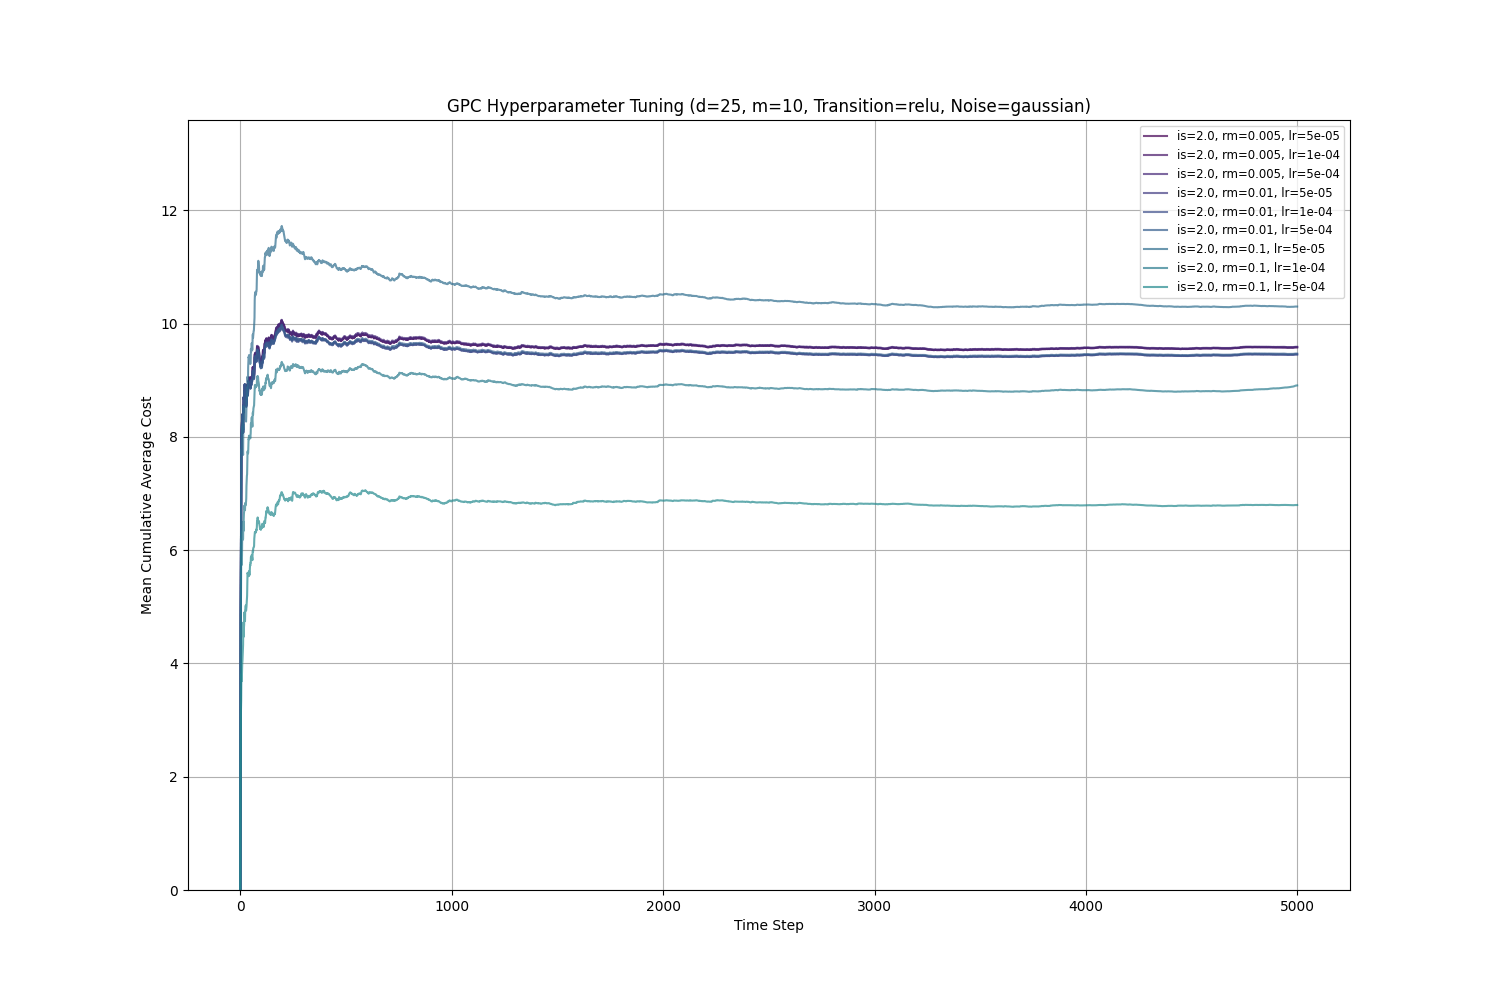 GPC Hyperparameter Tuning (d=25, m=10, Transition=relu, Noise=gaussian)
is=2.0, rm=0.005, lr=5e-05
is=2.0, rm=0.005, lr=1e-04
is=2.0, rm=0.005, lr=5e-04
is=2.0, rm=0.01, lr=5e-05
is=2.0, rm=0.01, lr=1e-04
is=2.0, rm=0.01, lr=5e-04
is=2.0, rm=0.1, lr=5e-05
is=2.0, rm=0.1, lr=1e-04
is=2.0, rm=0.1, lr=5e-04
Mean Cumulative Average Cost
12
10
8
6
4
2
0
0 1000 2000 3000 4000 5000
Time Step